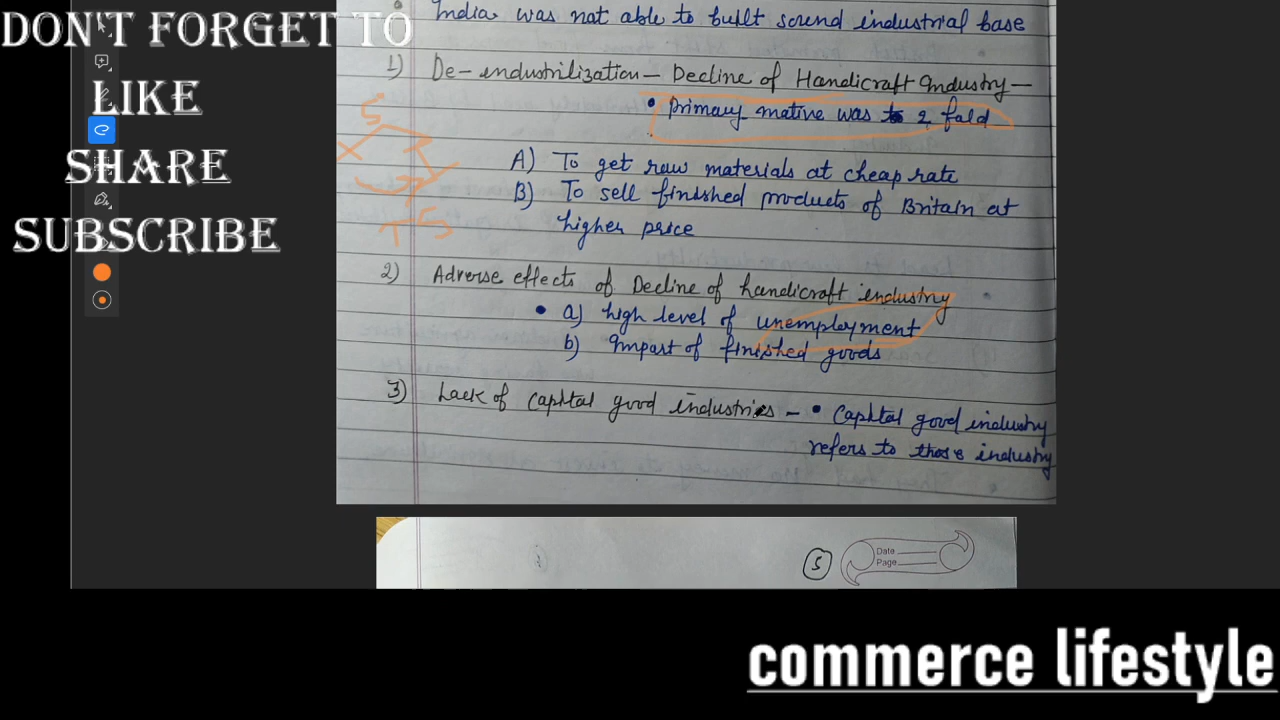 DON'T FORGET TO
LIKE
SHARE
SUBSCRIBE
India was not able to built sound industrial base
1) De-industrilization - Decline of Handicraft Industry -
• Primary mative was to 2 fold
A) To get raw materials at cheap rate
B) To sell finished products of Britain at
higher price
2) Adverse effects of Decline of handicraft industry
• a) high level of unemployment
b) Impart of finished goods
3) Lack of capital good industries - • Capital good industry
refers to those industry
5
Date
Page
commerce lifestyle